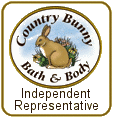 Country Bunny
Bath & Body
Independent
Representative